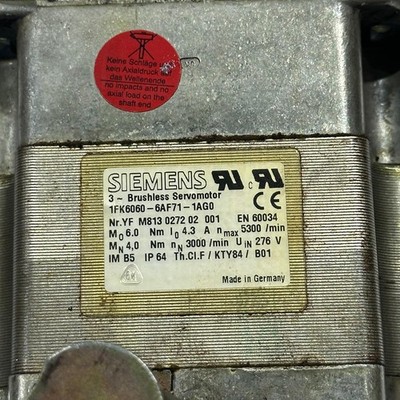 Keine Schläge u.
kein Axialdruck auf
das Wellenende
no impacts and no
axial load on the
shaft end
SIEMENS
3 ~ Brushless Servomotor
1FK6060-6AF71-1AG0
Nr.YF M813 0272 02 001 EN 60034
M0 6.0 Nm I0 4.3 A nmax 5300 /min
MN 4,0 Nm nN 3000 /min UIN 276 V
IM B5 IP 64 Th.Cl.F / KTY84 / B01
Made in Germany